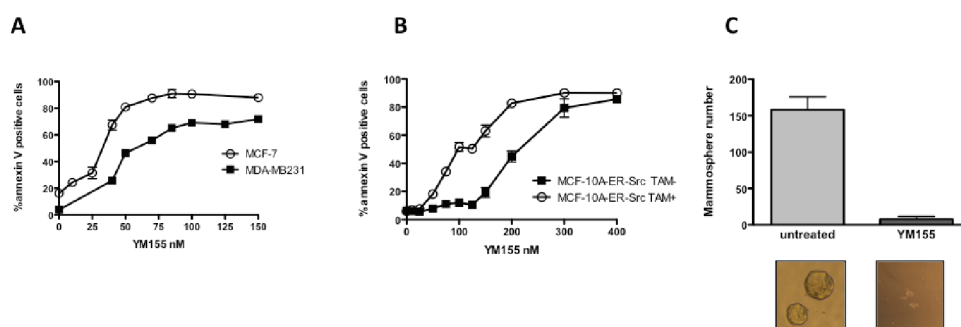 A
B
C
%annexin V positive cells
100
80
60
40
20
0
MCF-7
MDA-MB231
0 25 50 75 100 125 150
YM155 nM
%annexin V positive cells
100
80
60
40
20
0
MCF-10A-ER-Src TAM-
MCF-10A-ER-Src TAM+
0 100 200 300 400
YM155 nM
Mammosphere number
200
150
100
50
0
untreated YM155